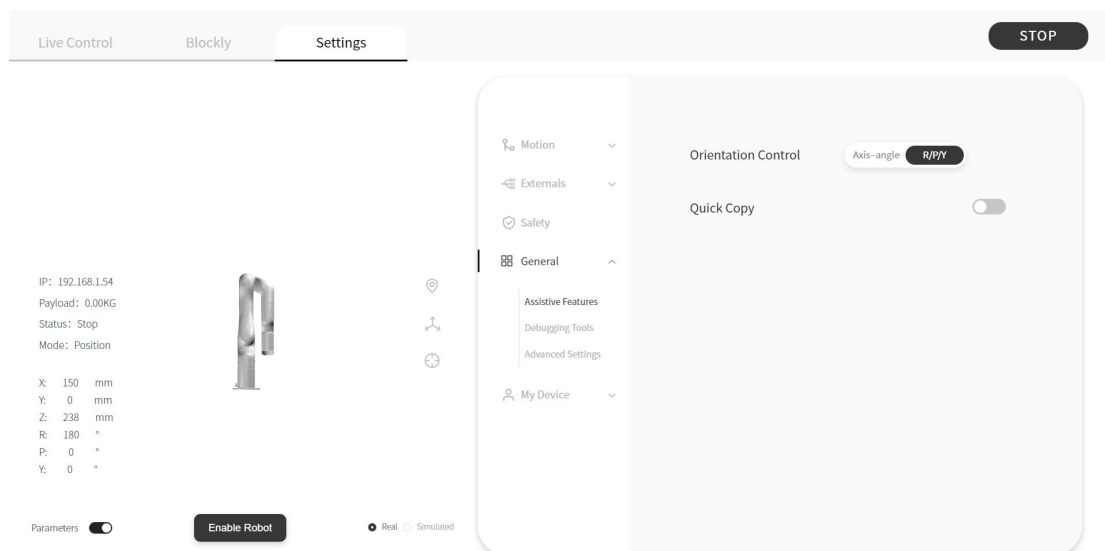 Live Control
Blockly
Settings
STOP
IP: 192.168.1.54
Payload: 0.00KG
Status: Stop
Mode: Position
X: 150 mm
Y: 0 mm
Z: 238 mm
R: 180 °
P: 0 °
Y: 0 °
Parameters
Enable Robot
Real
Simulated
Motion
Externals
Safety
General
Assistive Features
Debugging Tools
Advanced Settings
My Device
Orientation Control
Axis-angle
R/P/Y
Quick Copy